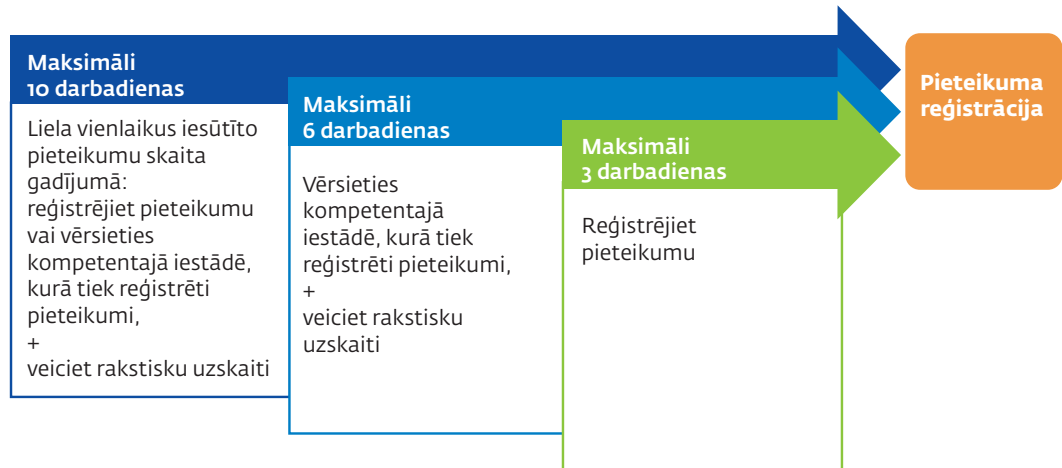 Maksimāli
10 darbadienas
Liela vienlaikus iesūtīto
pieteikumu skaita
gadījumā:
reģistrējiet pieteikumu
vai vērsieties
kompetentajā iestādē,
kurā tiek reģistrēti
pieteikumi,
+
veiciet rakstisku uzskaiti
Maksimāli
6 darbadienas
Vērsieties
kompetentajā
iestādē, kurā tiek
reģistrēti pieteikumi,
+
veiciet rakstisku
uzskaiti
Maksimāli
3 darbadienas
Reģistrējiet
pieteikumu
Pieteikuma
reģistrācija